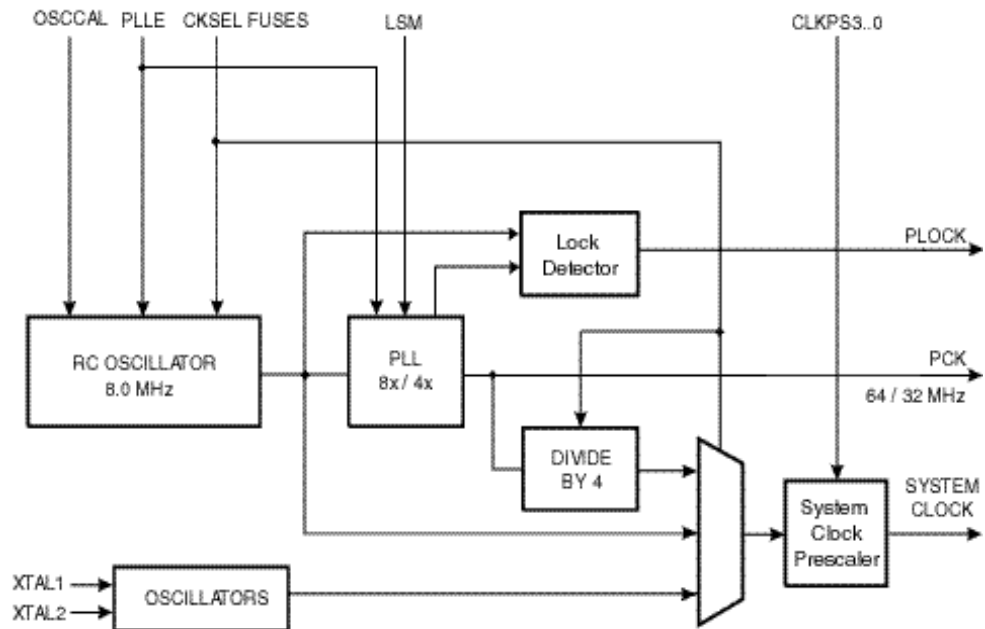 OSCCAL PLLE CKSEL FUSES LSM CLKPS3..0
Lock
Detector
PLOCK
RC OSCILLATOR
8.0 MHz
PLL
8x / 4x
PCK
64 / 32 MHz
DIVIDE
BY 4
System
Clock
Prescaler
SYSTEM
CLOCK
XTAL1
XTAL2
OSCILLATORS